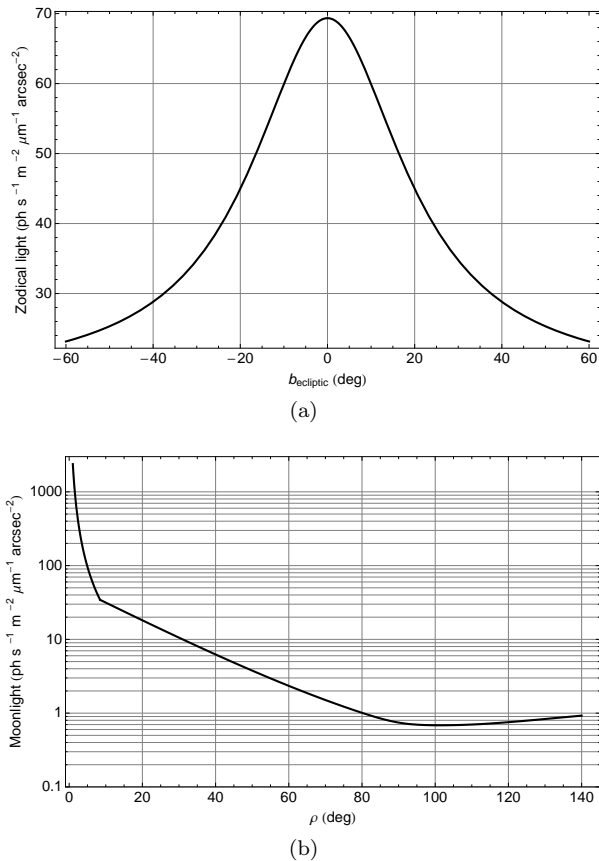 70
60
50
40
30
Zodical light (ph s⁻¹ m⁻² μm⁻¹ arcsec⁻²)
−60 −40 −20 0 20 40 60
b_ecliptic (deg)
(a)
1000
100
10
1
0.1
Moonlight (ph s⁻¹ m⁻² μm⁻¹ arcsec⁻²)
0 20 40 60 80 100 120 140
ρ (deg)
(b)